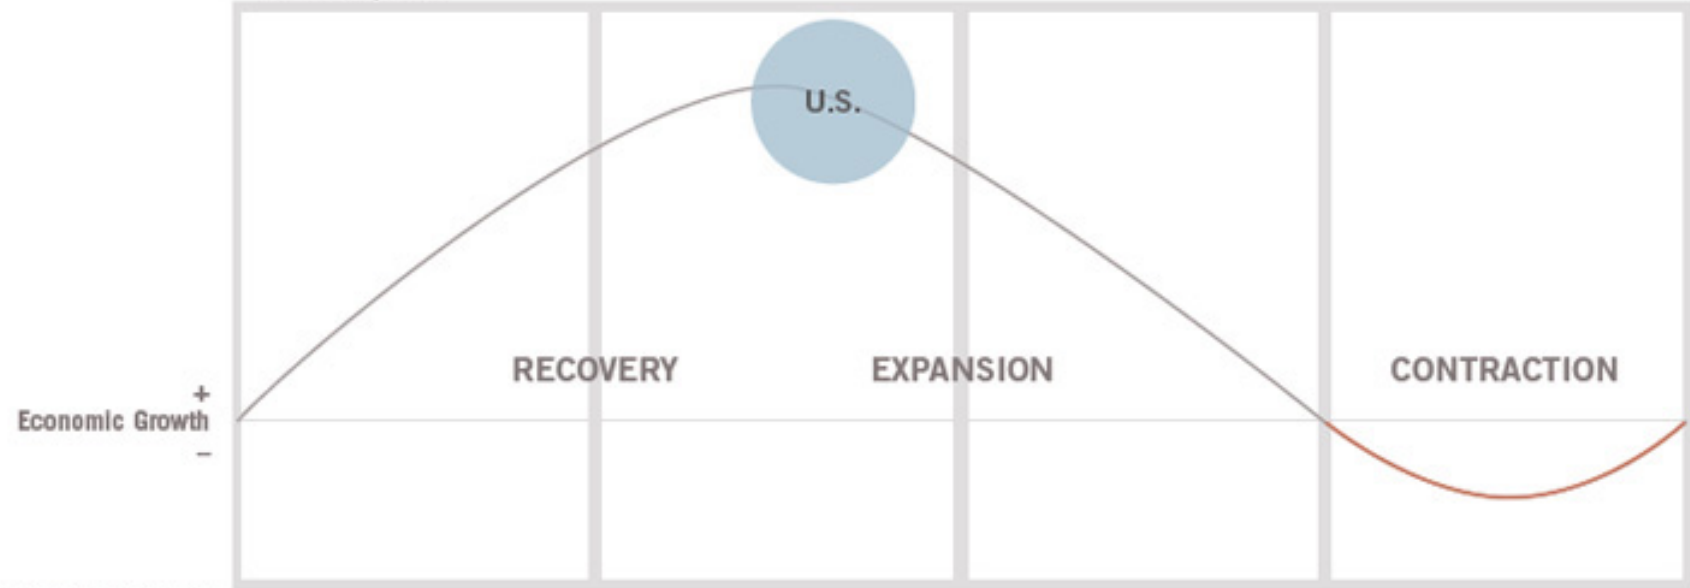 U.S.
RECOVERY EXPANSION CONTRACTION
+
Economic Growth
–